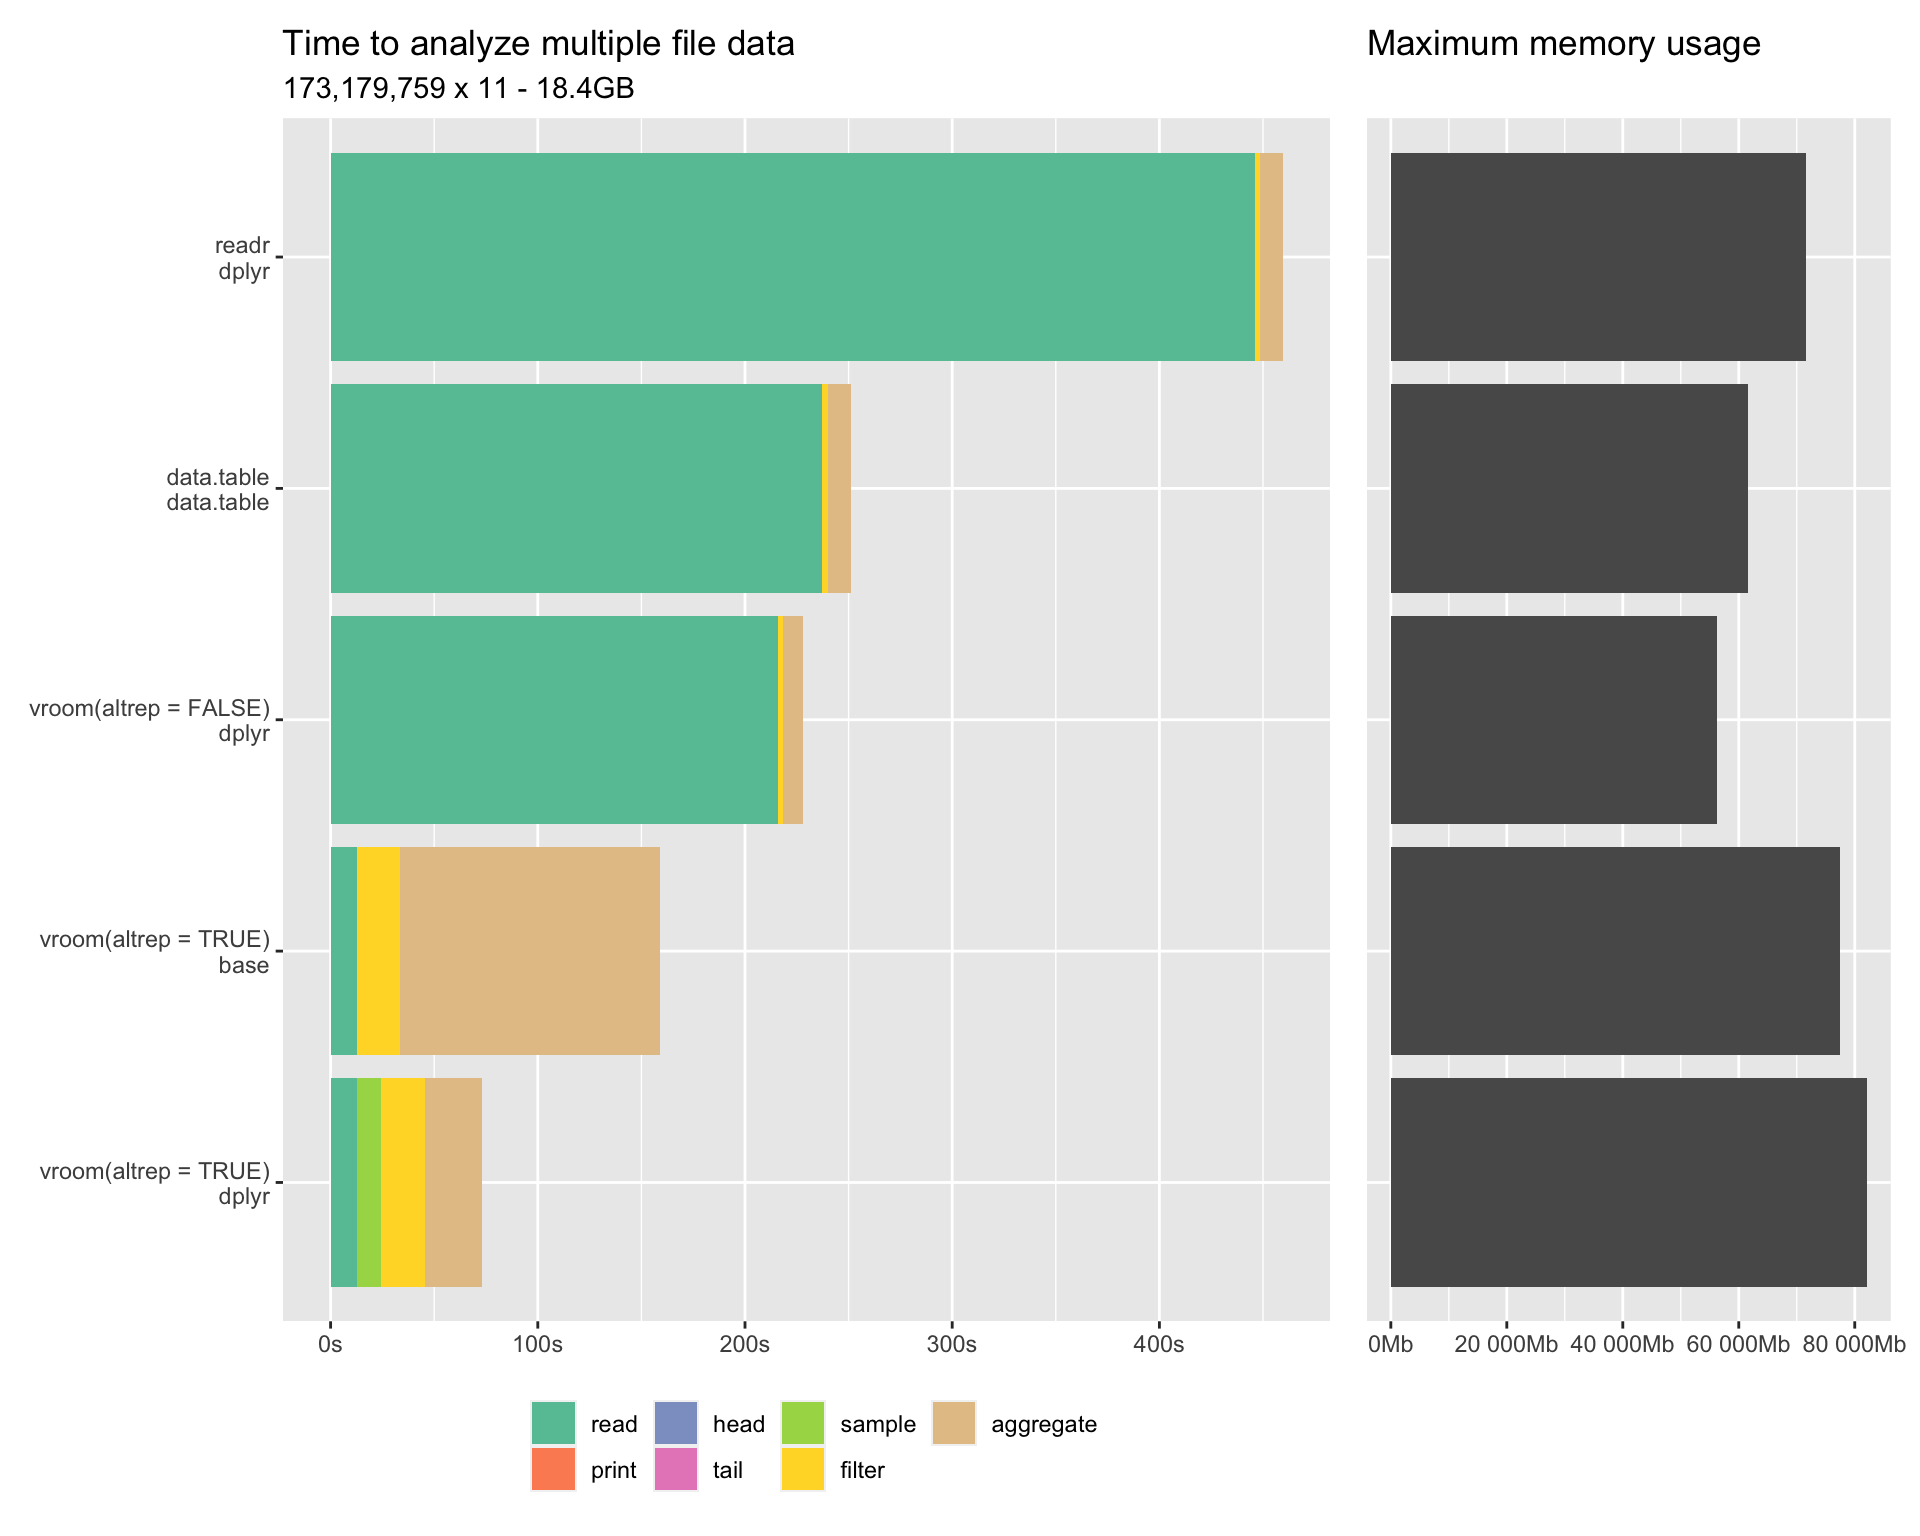 Time to analyze multiple file data
173,179,759 x 11 - 18.4GB
Maximum memory usage
readr
dplyr
data.table
data.table
vroom(altrep = FALSE)
dplyr
vroom(altrep = TRUE)
base
vroom(altrep = TRUE)
dplyr
0s 100s 200s 300s 400s
0Mb 20 000Mb 40 000Mb 60 000Mb 80 000Mb
read head sample aggregate
print tail filter